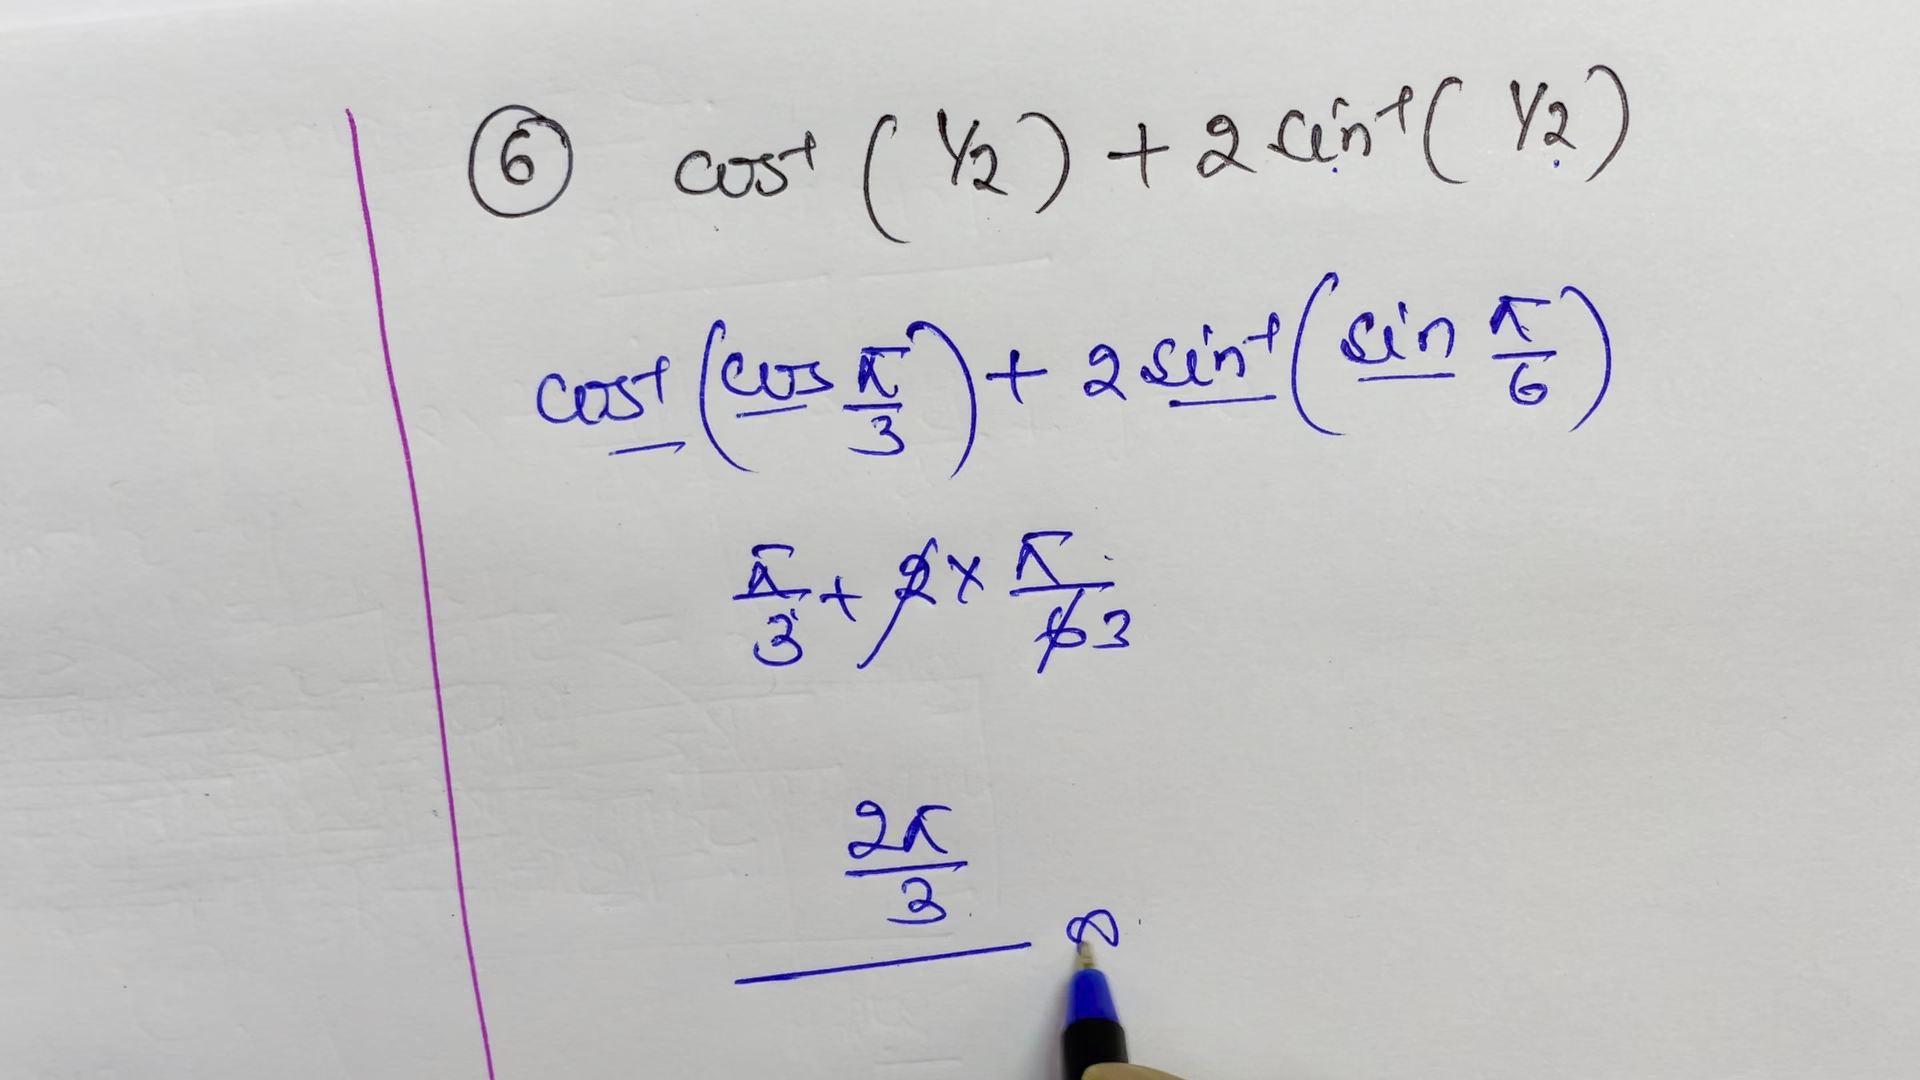 ⑥ cos⁻¹ (1/2) + 2 sin⁻¹ (1/2)
cos⁻¹ (cos π/3) + 2 sin⁻¹ (sin π/6)
π/3 + 2 × π/6 3
2π/3